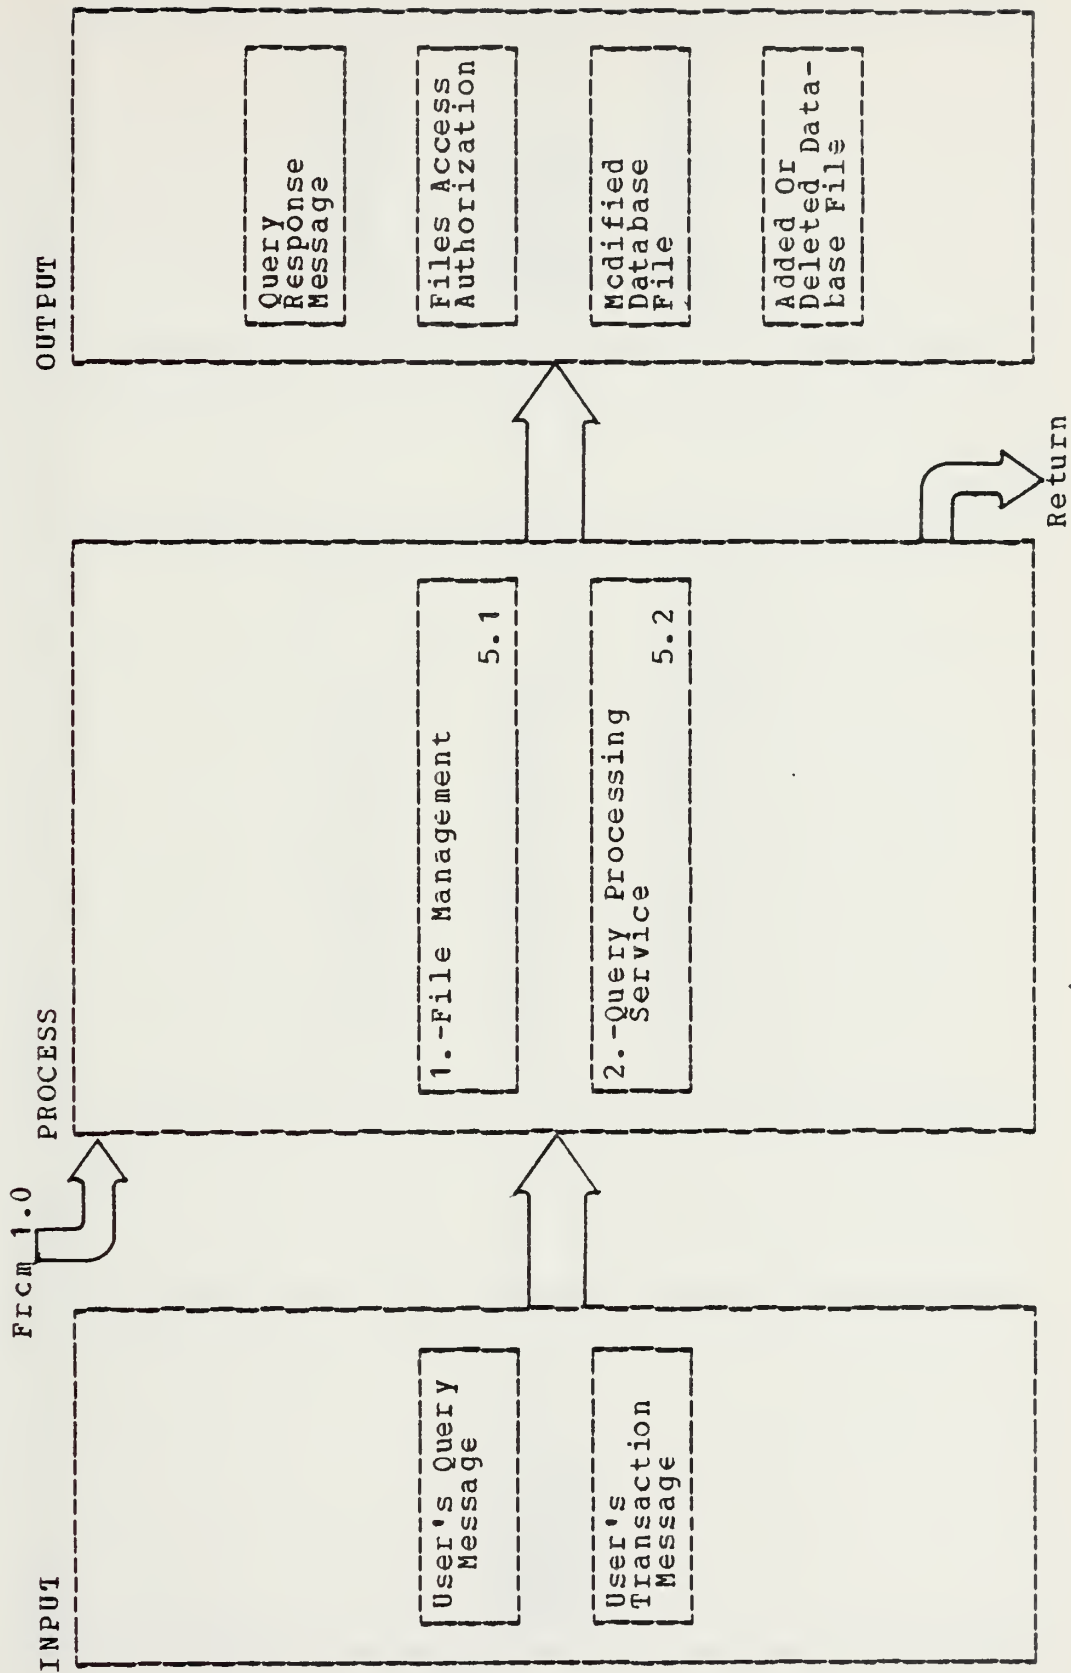 From 1.0
INPUT
PROCESS
OUTPUT
User's Query
Message
User's
Transaction
Message
1.-File Management
5.1
2.-Query Processing
Service
5.2
Query
Response
Message
Files Access
Authorization
Modified
Database
File
Added Or
Deleted Data-
base File
Return